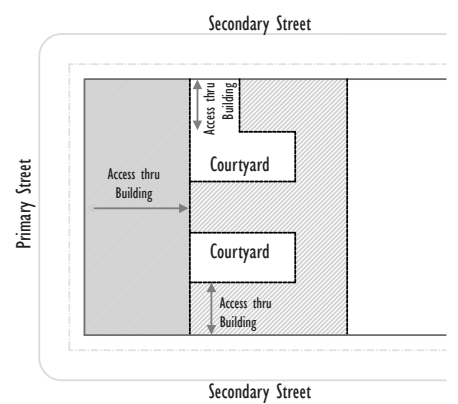 Secondary Street
Access thru
Building
Courtyard
Access thru
Building
Primary Street
Courtyard
Access thru
Building
Secondary Street